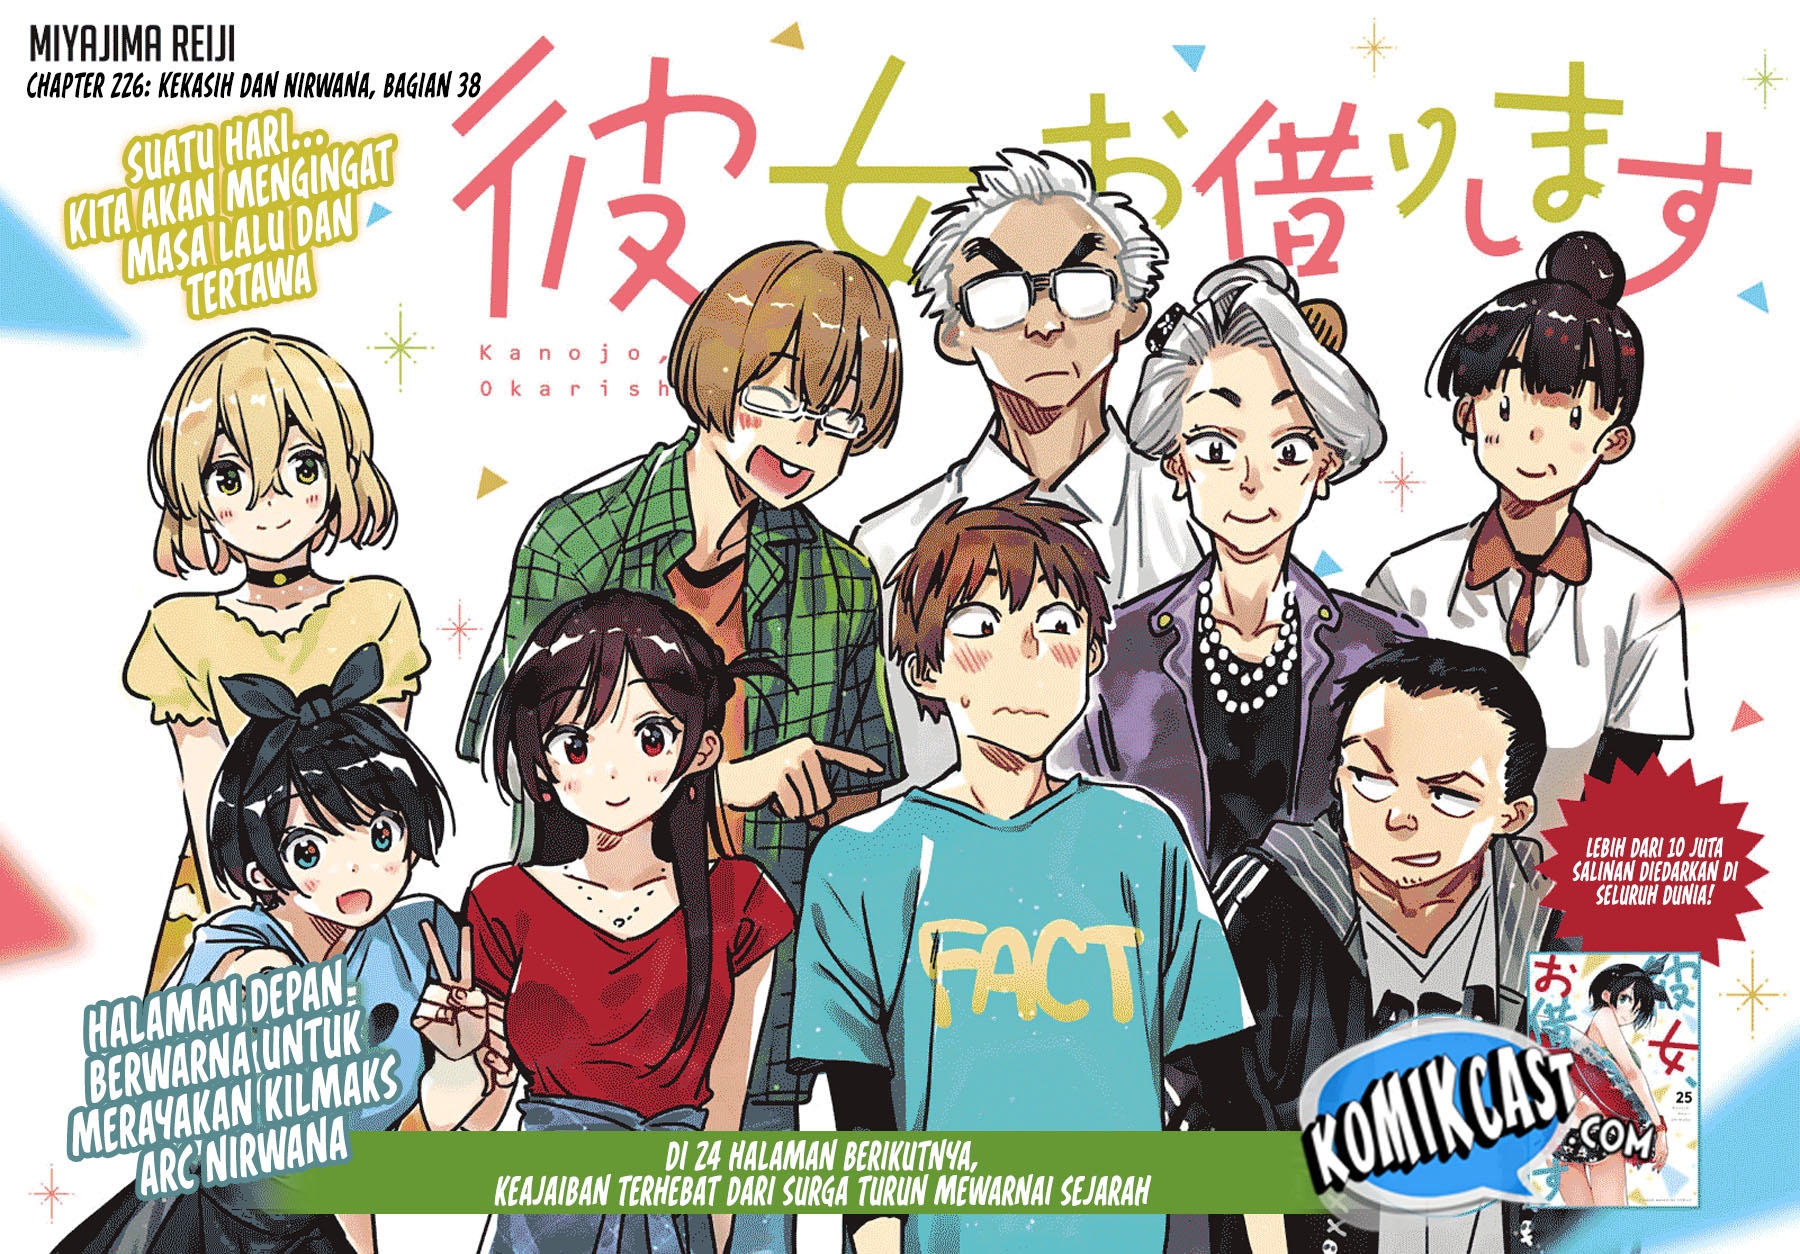 MIYAJIMA REIJI
CHAPTER 226: KEKASIH DAN NIRWANA, BAGIAN 38
彼女お借りします
SUATU HARI...
KITA AKAN MENGINGAT
MASA LALU DAN
TERTAWA
Kanojo,
Okarish
FACT
LEBIH DARI 10 JUTA
SALINAN DIEDARKAN DI
SELURUH DUNIA!
HALAMAN DEPAN
BERWARNA UNTUK
MERAYAKAN KILMAKS
ARC NIRWANA
彼女、
お借
す
25
KOMIKCAST
.COM
DI 24 HALAMAN BERIKUTNYA,
KEAJAIBAN TERHEBAT DARI SURGA TURUN MEWARNAI SEJARAH